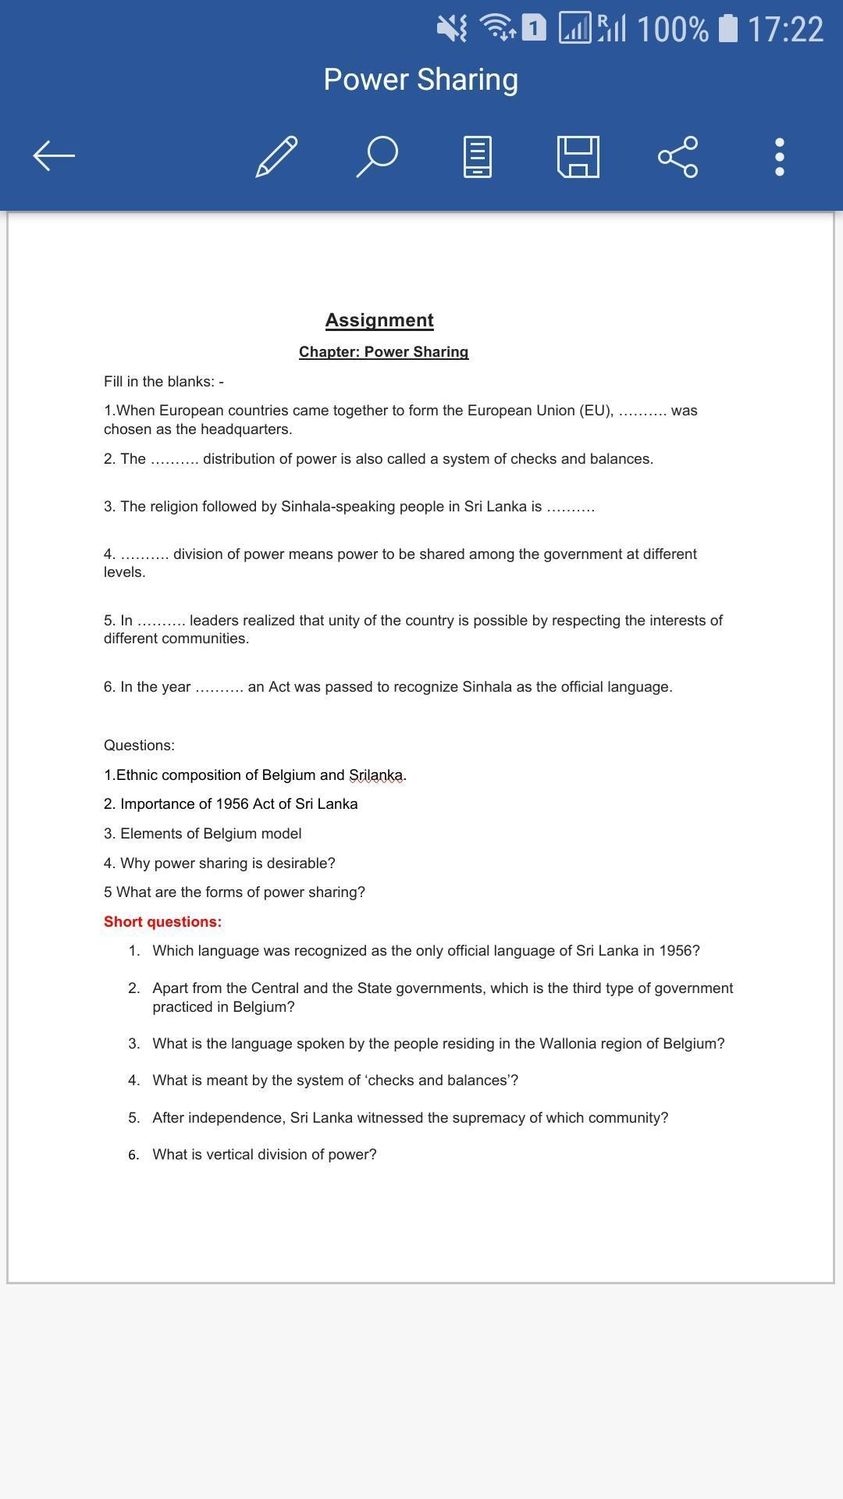 1 R 100% 17:22
Power Sharing
Assignment
Chapter: Power Sharing
Fill in the blanks: -
1.When European countries came together to form the European Union (EU), ………. was
chosen as the headquarters.
2. The ………. distribution of power is also called a system of checks and balances.
3. The religion followed by Sinhala-speaking people in Sri Lanka is ……….
4. ………. division of power means power to be shared among the government at different
levels.
5. In ………. leaders realized that unity of the country is possible by respecting the interests of
different communities.
6. In the year ………. an Act was passed to recognize Sinhala as the official language.
Questions:
1.Ethnic composition of Belgium and Srilanka.
2. Importance of 1956 Act of Sri Lanka
3. Elements of Belgium model
4. Why power sharing is desirable?
5 What are the forms of power sharing?
Short questions:
1. Which language was recognized as the only official language of Sri Lanka in 1956?
2. Apart from the Central and the State governments, which is the third type of government
practiced in Belgium?
3. What is the language spoken by the people residing in the Wallonia region of Belgium?
4. What is meant by the system of ‘checks and balances’?
5. After independence, Sri Lanka witnessed the supremacy of which community?
6. What is vertical division of power?